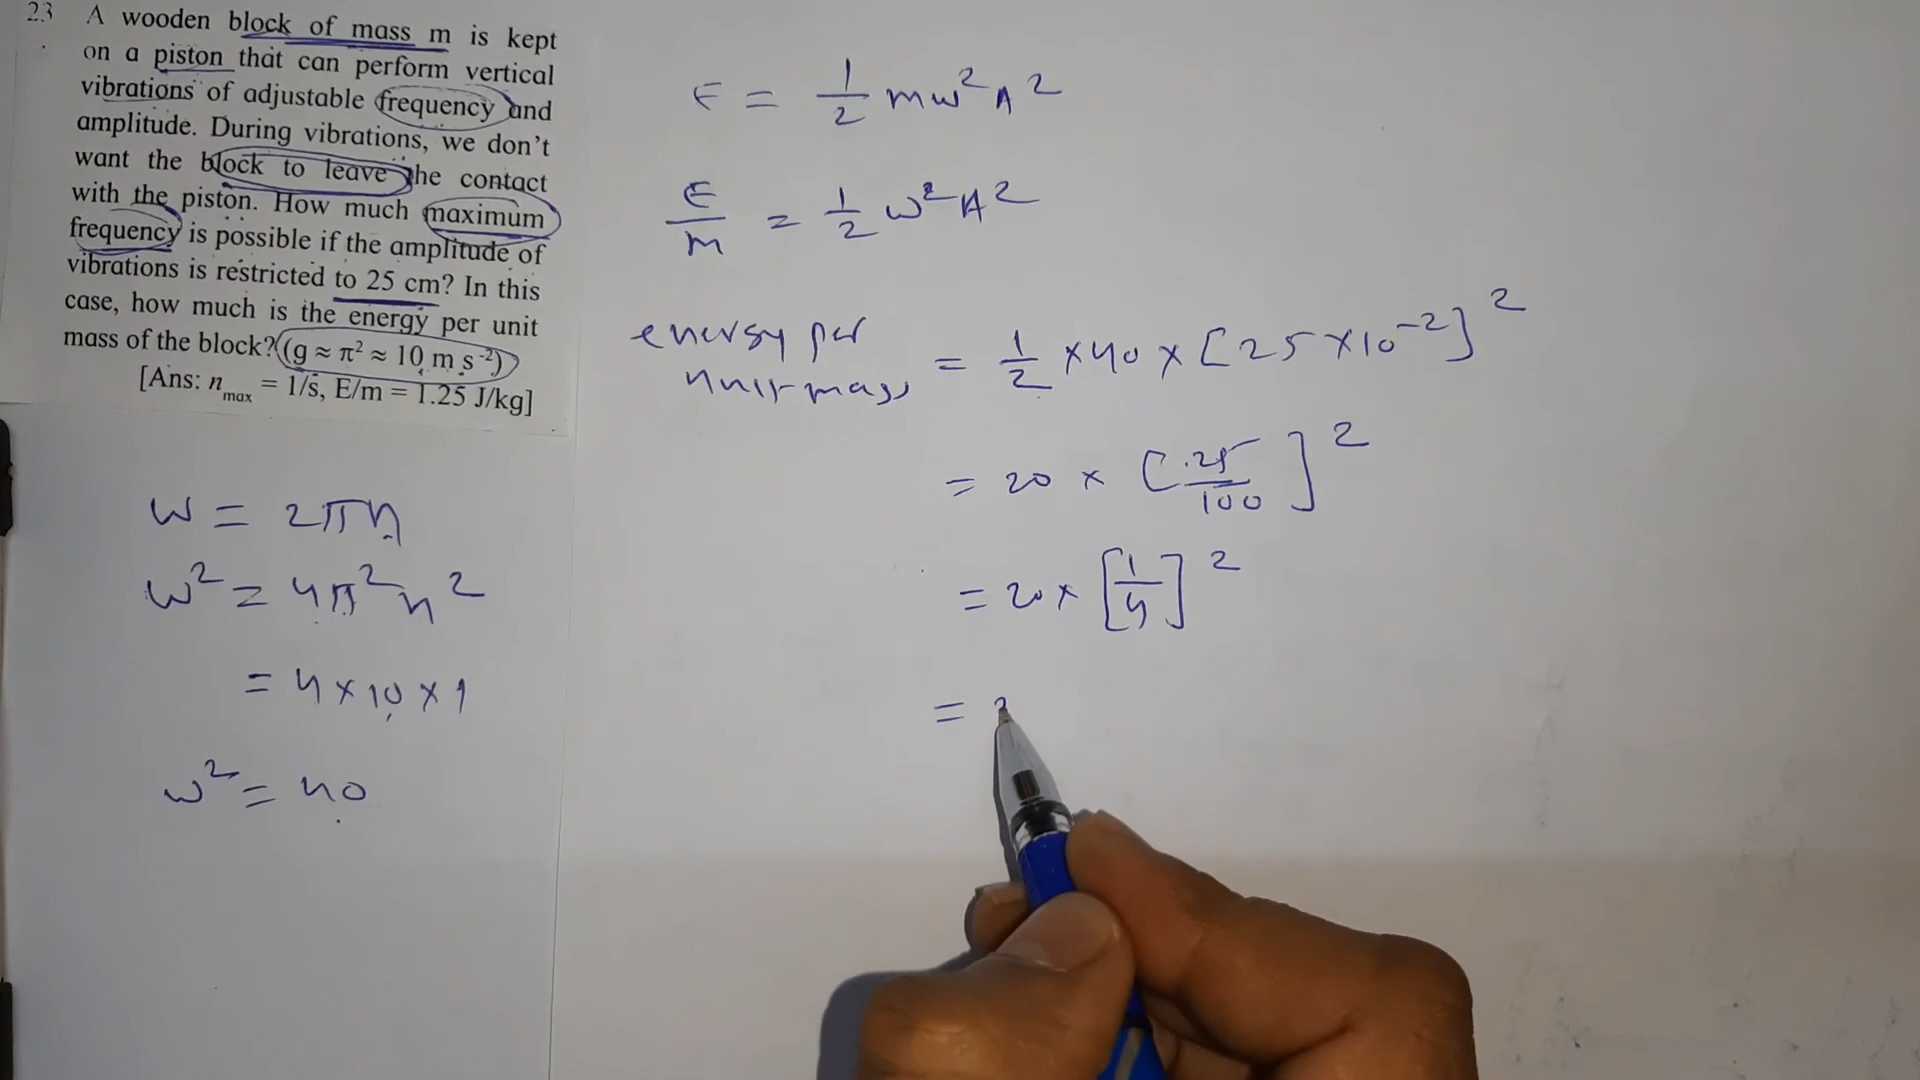 23 A wooden block of mass m is kept
on a piston that can perform vertical
vibrations of adjustable frequency and
amplitude. During vibrations, we don't
want the block to leave the contact
with the piston. How much maximum
frequency is possible if the amplitude of
vibrations is restricted to 25 cm? In this
case, how much is the energy per unit
mass of the block? (g ≈ π² ≈ 10 m s⁻²)
[Ans: n_max = 1/s, E/m = 1.25 J/kg]
w = 2πn
w² = 4π²n²
= 4 × 10 × 1
w² = 40
E = 1/2 mw²A²
E/m = 1/2 w²A²
energy per unit mass = 1/2 × 40 × [25 × 10⁻²]²
= 20 × [25/100]²
= 20 × [1/4]²
=